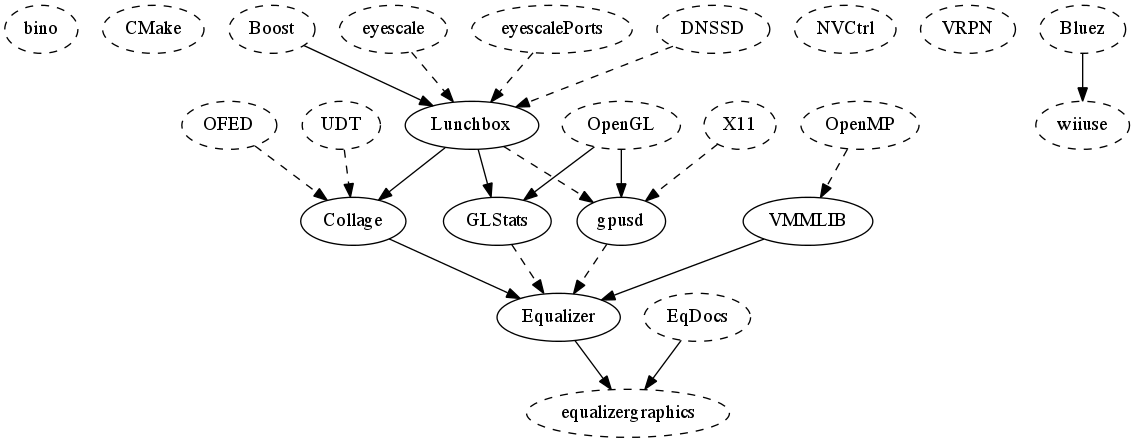 bino
CMake
Boost
eyescale
eyescalePorts
DNSSD
NVCtrl
VRPN
Bluez
OFED
UDT
Lunchbox
OpenGL
X11
OpenMP
wiiuse
Collage
GLStats
gpusd
VMMLIB
Equalizer
EqDocs
equalizergraphics